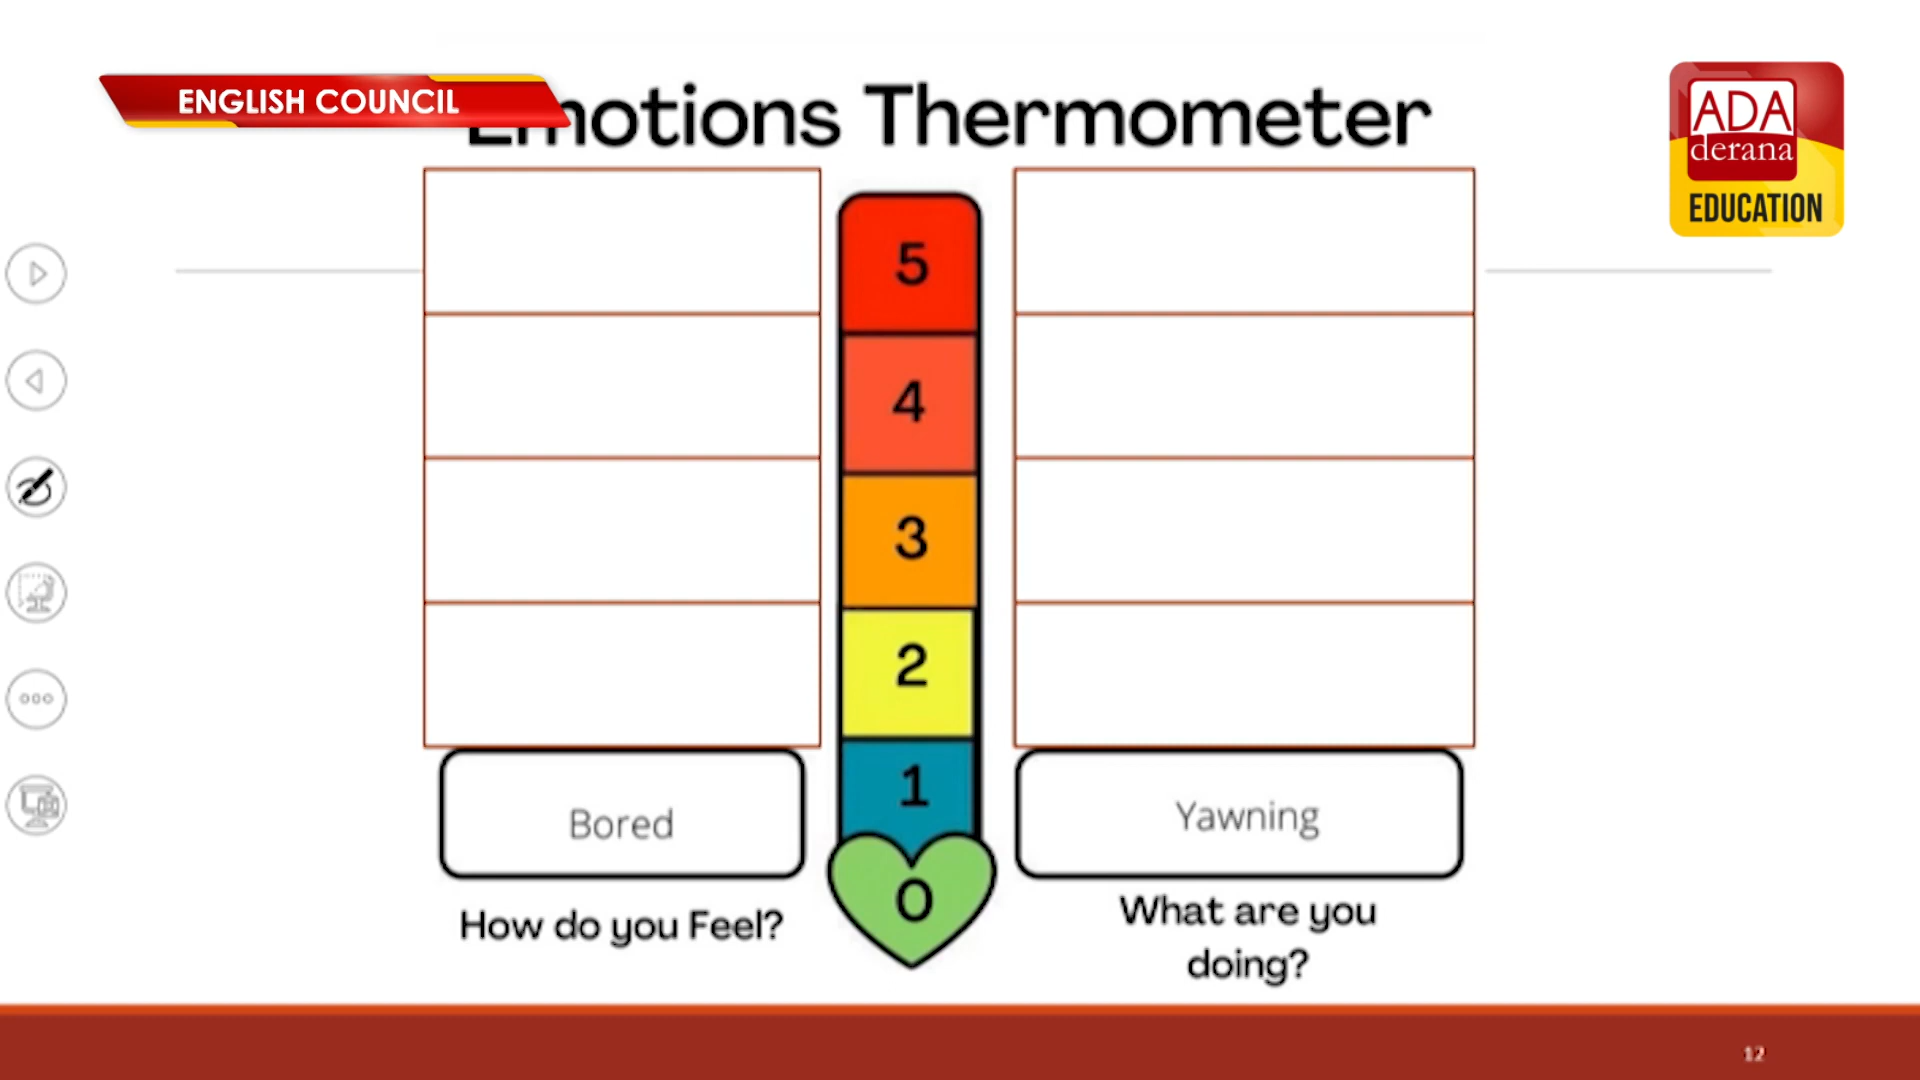 ENGLISH COUNCIL
Emotions Thermometer
ADA
derana
EDUCATION
5
4
3
2
1
Bored
Yawning
0
How do you Feel?
What are you
doing?
12